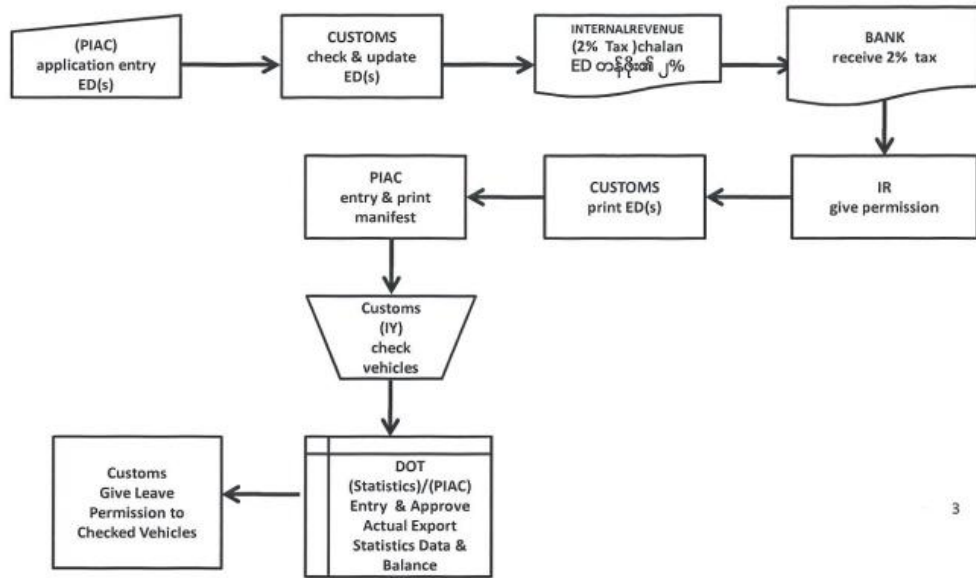 (PIAC)
application entry
ED(s)
CUSTOMS
check & update
ED(s)
INTERNALREVENUE
(2% Tax )chalan
ED တန်ဖိုး၏ ၂%
BANK
receive 2% tax
IR
give permission
CUSTOMS
print ED(s)
PIAC
entry & print
manifest
Customs
(IY)
check
vehicles
DOT
(Statistics)/(PIAC)
Entry & Approve
Actual Export
Statistics Data &
Balance
Customs
Give Leave
Permission to
Checked Vehicles
3